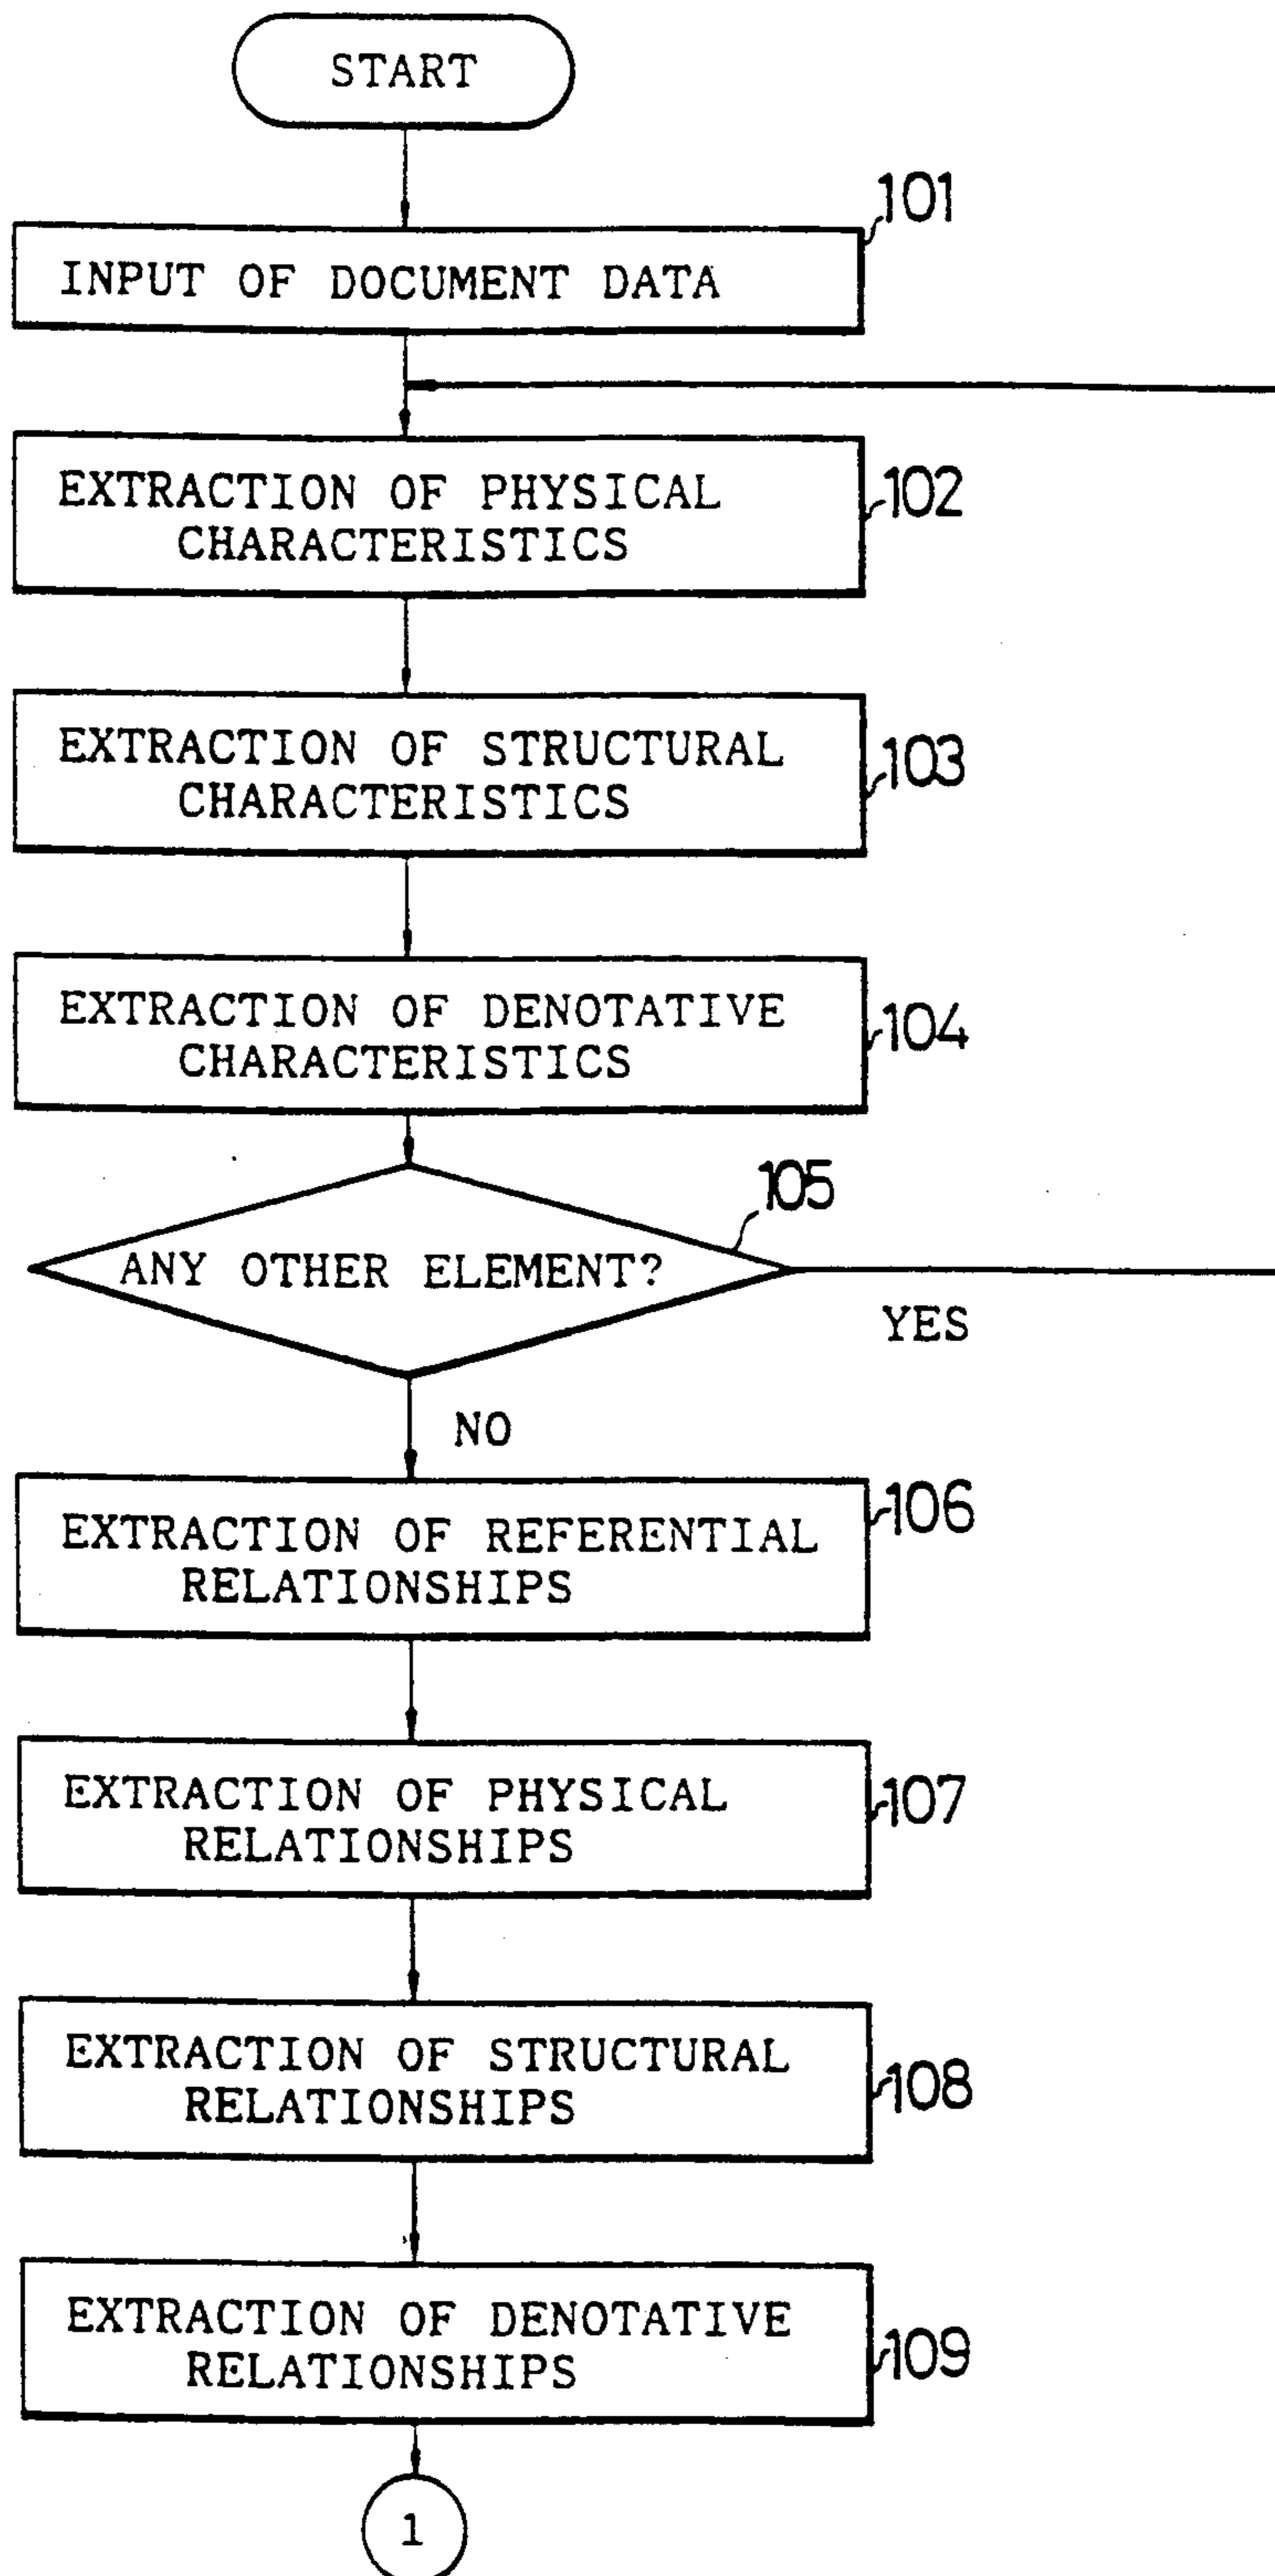 START
101
INPUT OF DOCUMENT DATA
EXTRACTION OF PHYSICAL
CHARACTERISTICS
102
EXTRACTION OF STRUCTURAL
CHARACTERISTICS
103
EXTRACTION OF DENOTATIVE
CHARACTERISTICS
104
105
ANY OTHER ELEMENT?
YES
NO
106
EXTRACTION OF REFERENTIAL
RELATIONSHIPS
EXTRACTION OF PHYSICAL
RELATIONSHIPS
107
EXTRACTION OF STRUCTURAL
RELATIONSHIPS
108
EXTRACTION OF DENOTATIVE
RELATIONSHIPS
109
1